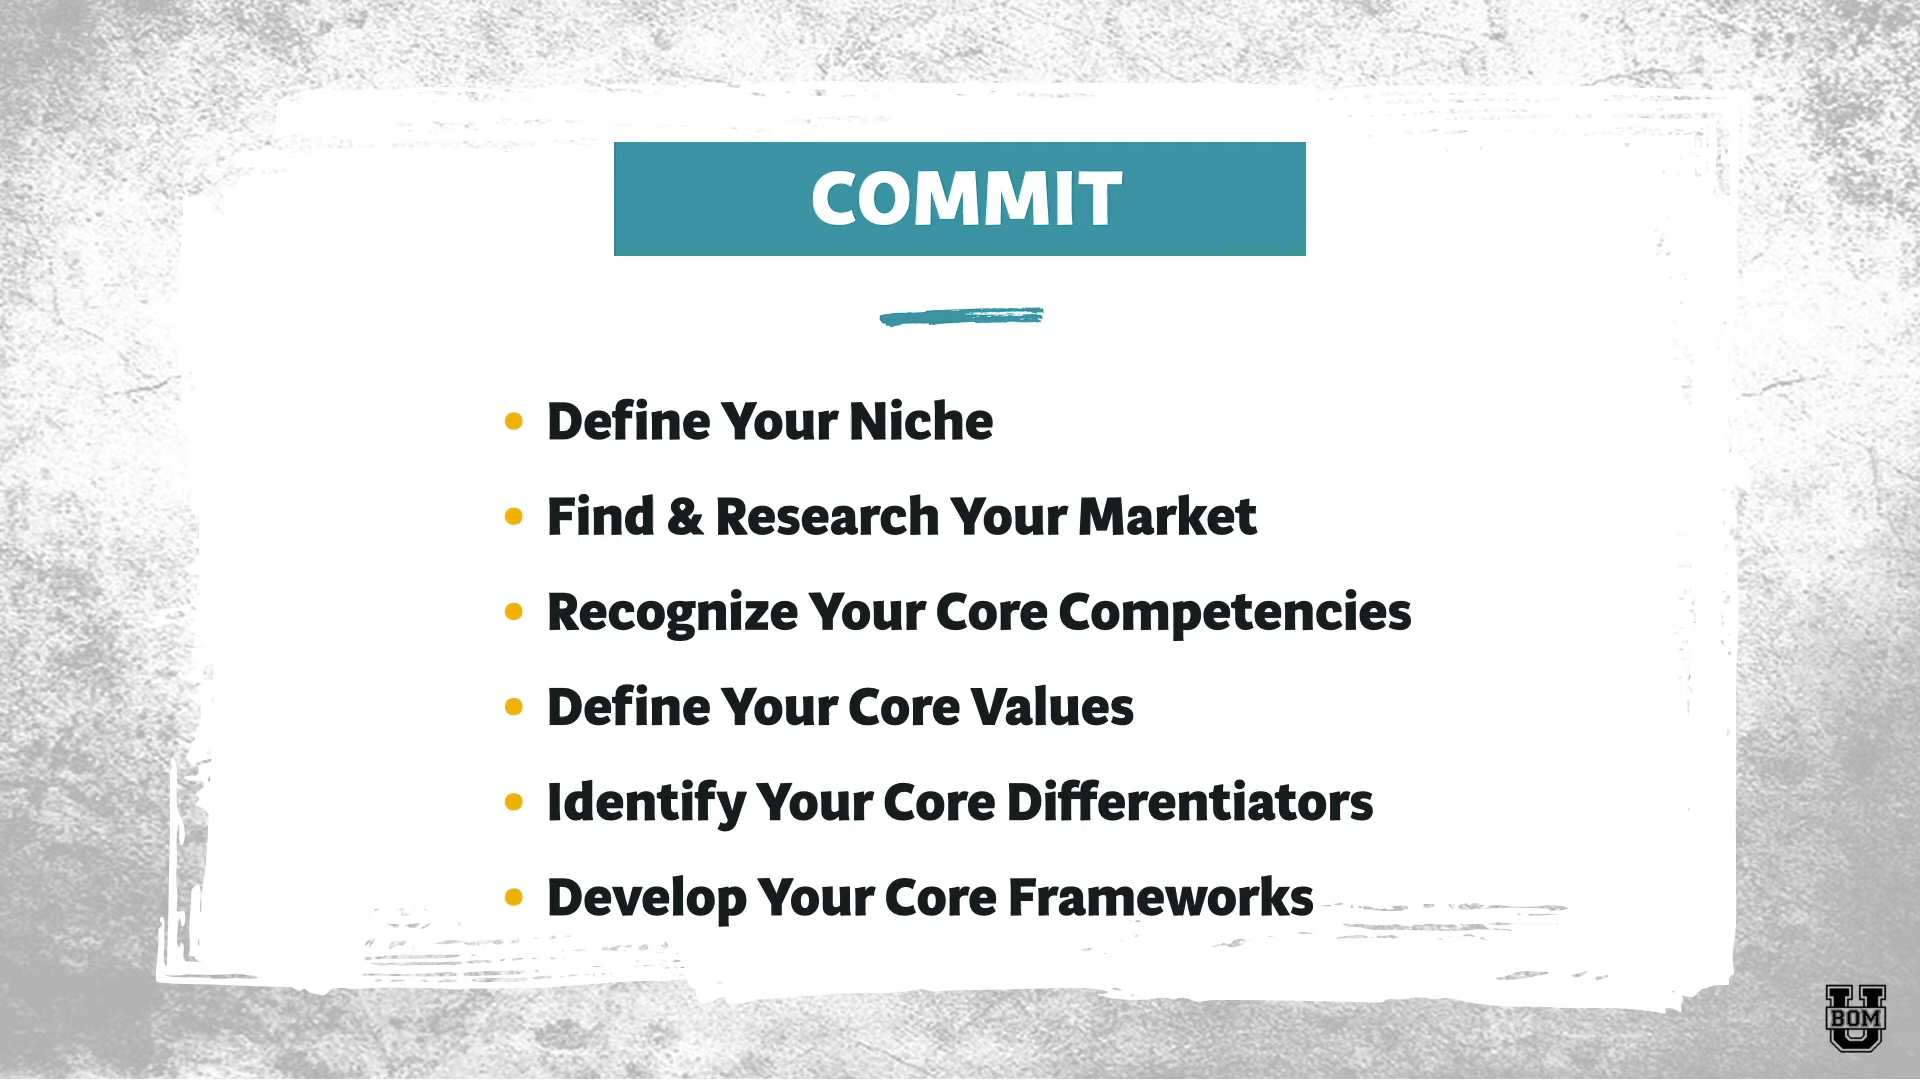 COMMIT
Define Your Niche
Find & Research Your Market
Recognize Your Core Competencies
Define Your Core Values
Identify Your Core Differentiators
Develop Your Core Frameworks
U
BOM